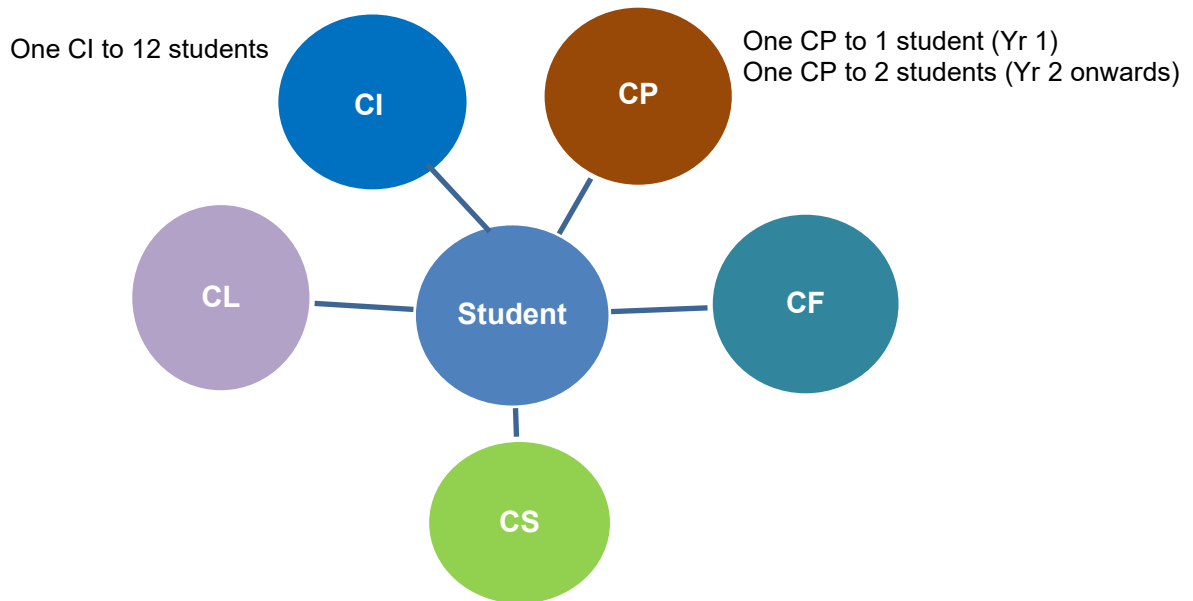 One CI to 12 students
CI
CP
One CP to 1 student (Yr 1)
One CP to 2 students (Yr 2 onwards)
CL
Student
CF
CS